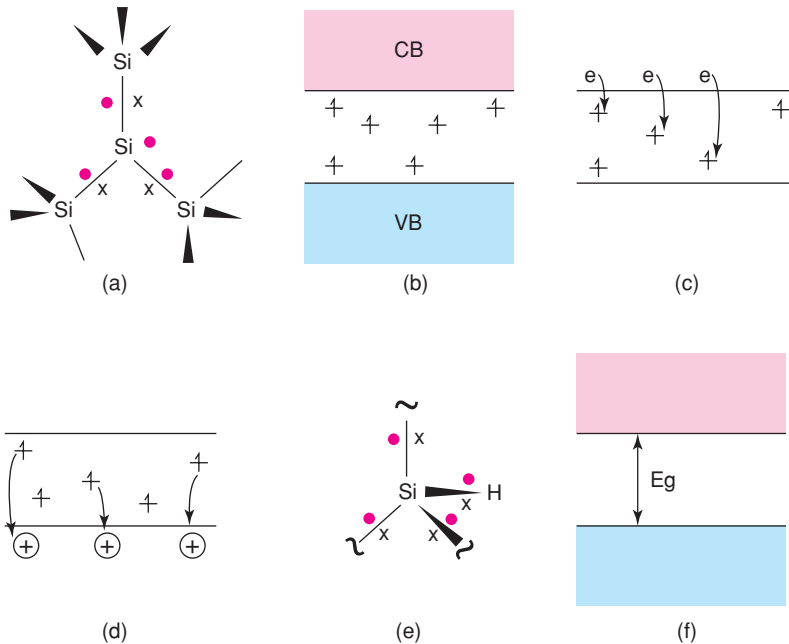 Si
x
Si
x x
Si Si
(a)
CB
VB
(b)
e e e
(c)
+ + +
(d)
x
Si H
x
x x
(e)
Eg
(f)